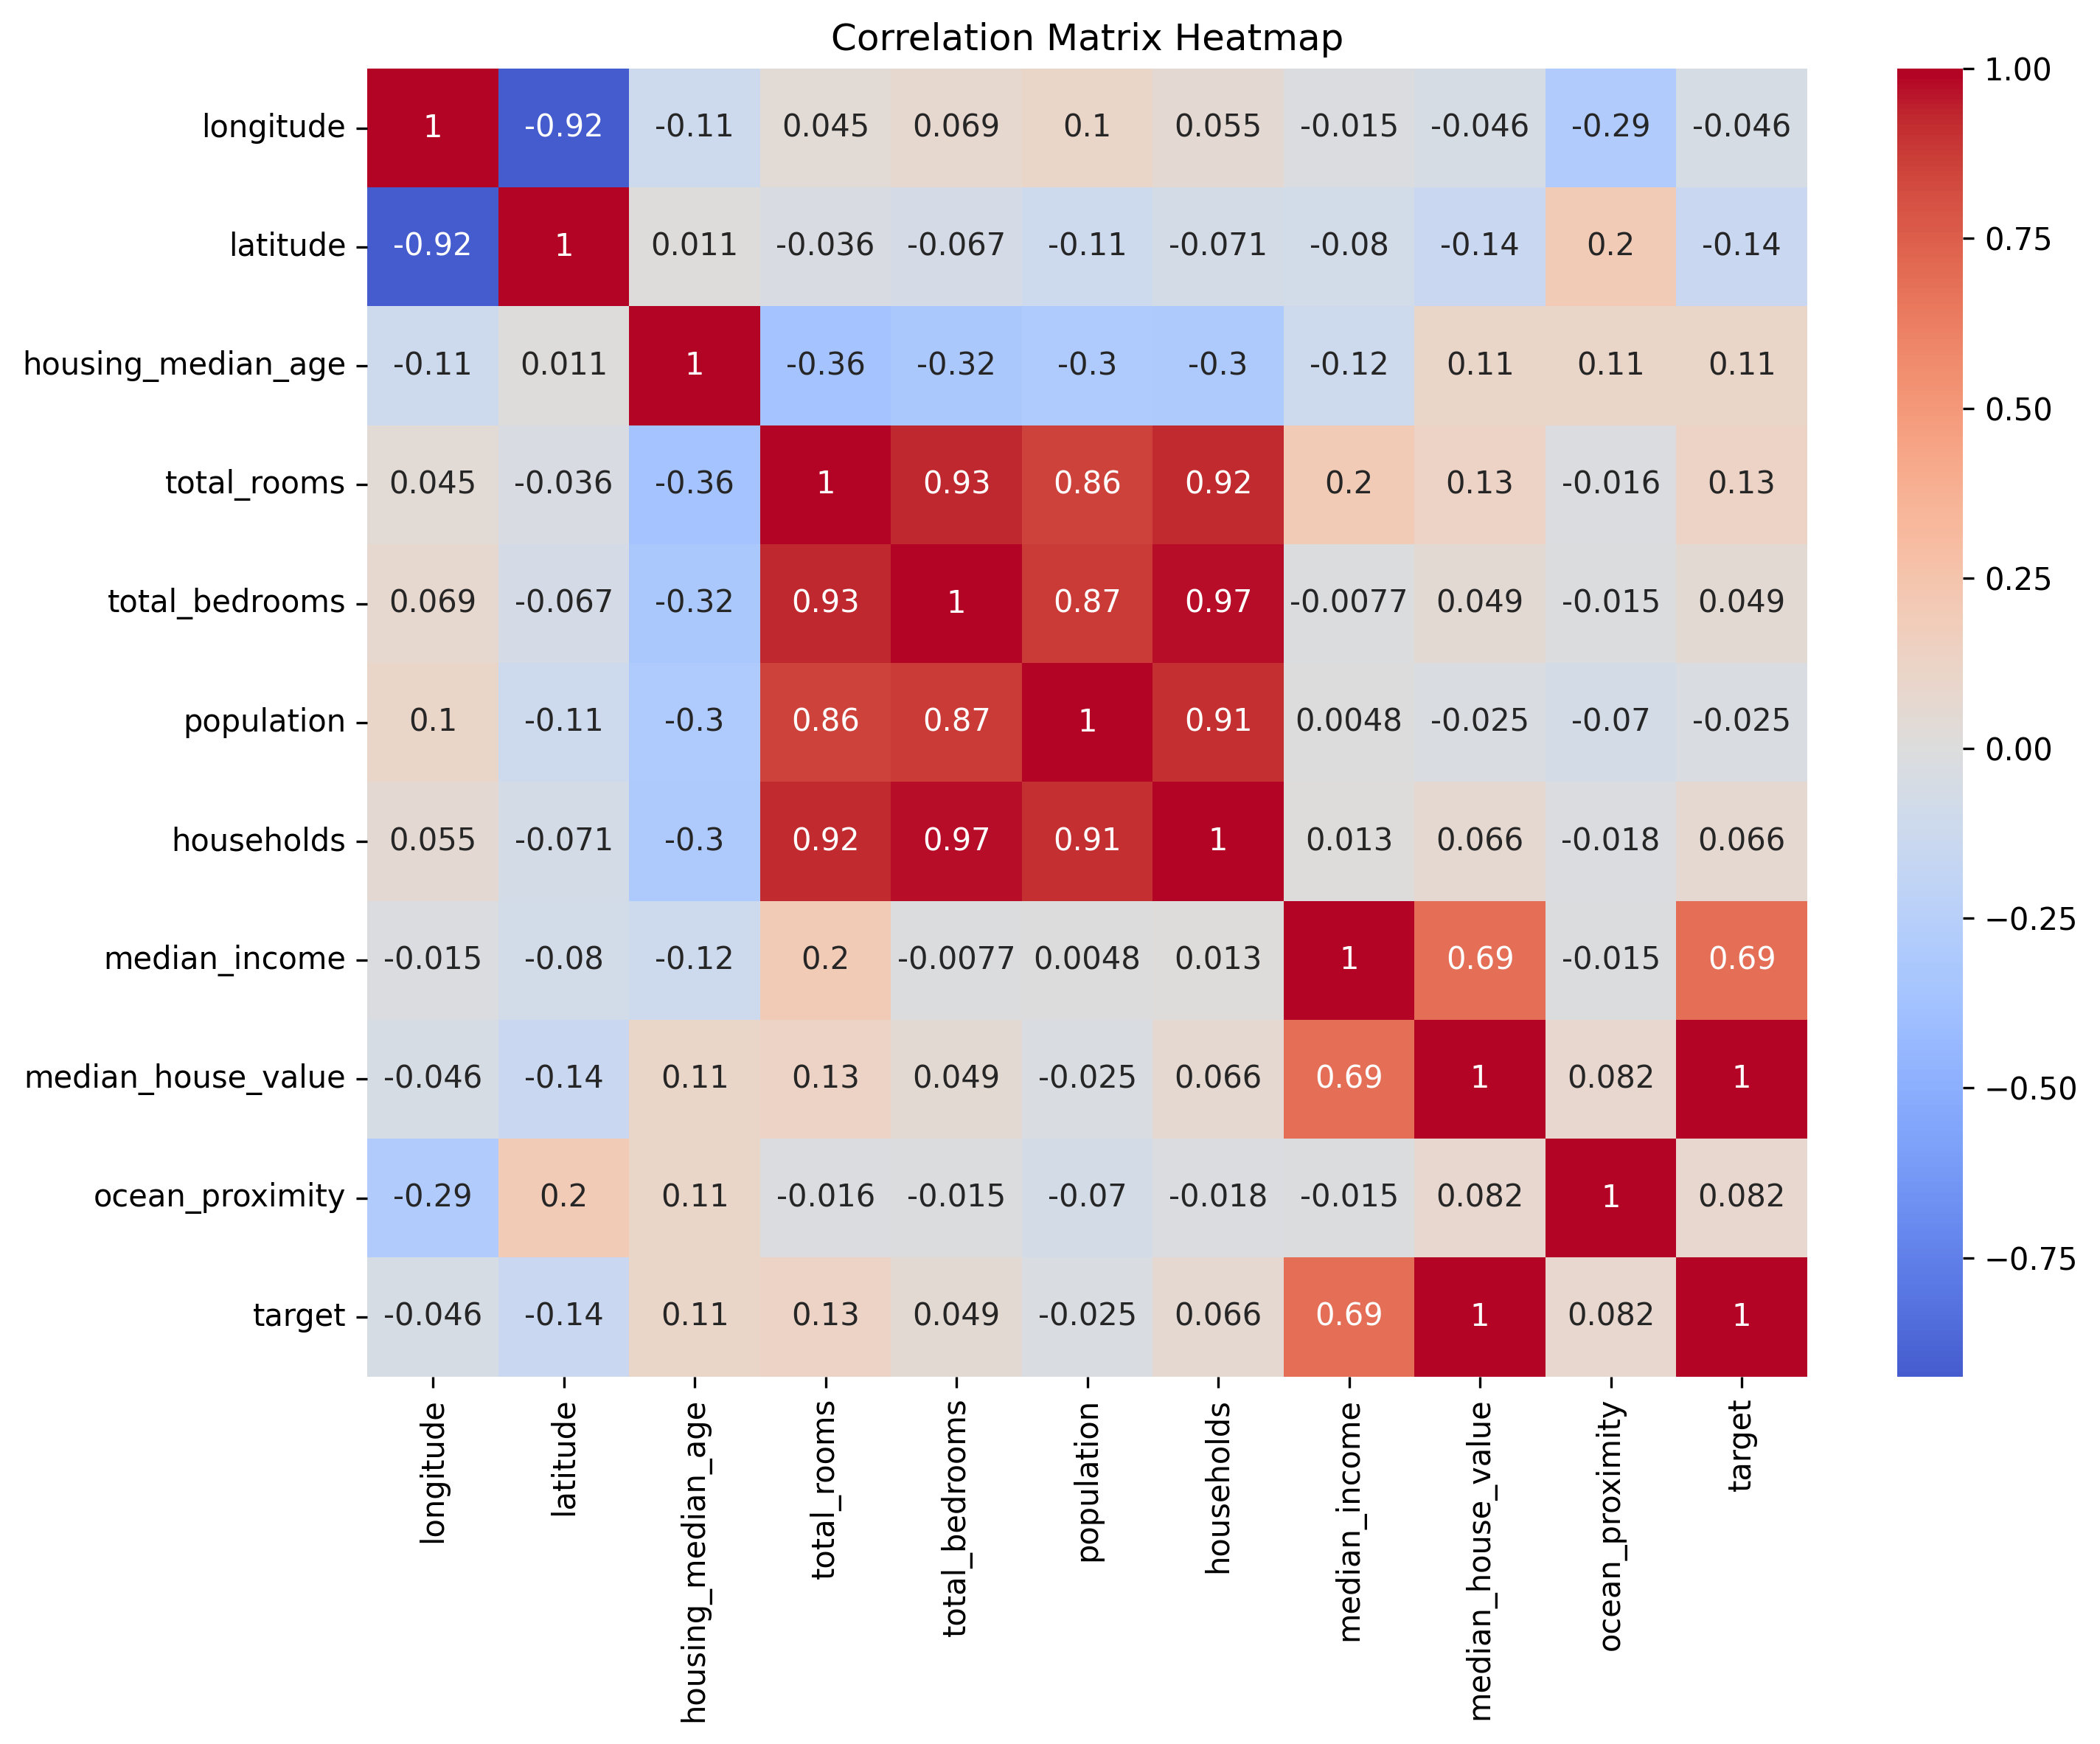 Correlation Matrix Heatmap
longitude 1 -0.92 -0.11 0.045 0.069 0.1 0.055 -0.015 -0.046 -0.29 -0.046
latitude -0.92 1 0.011 -0.036 -0.067 -0.11 -0.071 -0.08 -0.14 0.2 -0.14
housing_median_age -0.11 0.011 1 -0.36 -0.32 -0.3 -0.3 -0.12 0.11 0.11 0.11
total_rooms 0.045 -0.036 -0.36 1 0.93 0.86 0.92 0.2 0.13 -0.016 0.13
total_bedrooms 0.069 -0.067 -0.32 0.93 1 0.87 0.97 -0.0077 0.049 -0.015 0.049
population 0.1 -0.11 -0.3 0.86 0.87 1 0.91 0.0048 -0.025 -0.07 -0.025
households 0.055 -0.071 -0.3 0.92 0.97 0.91 1 0.013 0.066 -0.018 0.066
median_income -0.015 -0.08 -0.12 0.2 -0.0077 0.0048 0.013 1 0.69 -0.015 0.69
median_house_value -0.046 -0.14 0.11 0.13 0.049 -0.025 0.066 0.69 1 0.082 1
ocean_proximity -0.29 0.2 0.11 -0.016 -0.015 -0.07 -0.018 -0.015 0.082 1 0.082
target -0.046 -0.14 0.11 0.13 0.049 -0.025 0.066 0.69 1 0.082 1
longitude
latitude
housing_median_age
total_rooms
total_bedrooms
population
households
median_income
median_house_value
ocean_proximity
target
1.00
0.75
0.50
0.25
0.00
−0.25
−0.50
−0.75